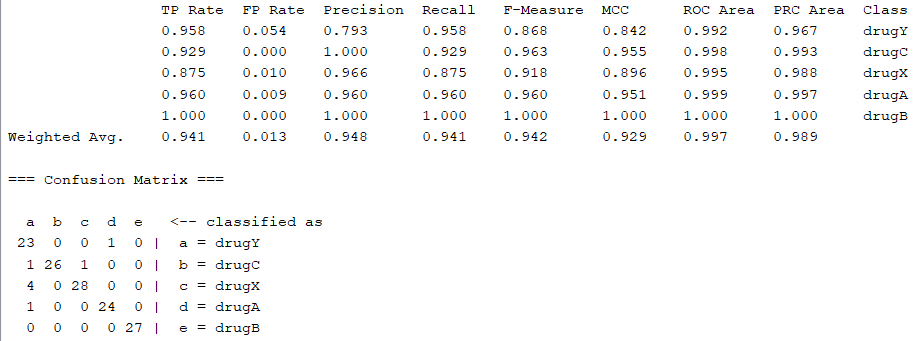 TP Rate  FP Rate  Precision  Recall   F-Measure  MCC      ROC Area  PRC Area  Class
                 0.958    0.054    0.793      0.958    0.868      0.842    0.992     0.967     drugY
                 0.929    0.000    1.000      0.929    0.963      0.955    0.998     0.993     drugC
                 0.875    0.010    0.966      0.875    0.918      0.896    0.995     0.988     drugX
                 0.960    0.009    0.960      0.960    0.960      0.951    0.999     0.997     drugA
                 1.000    0.000    1.000      1.000    1.000      1.000    1.000     1.000     drugB
Weighted Avg.    0.941    0.013    0.948      0.941    0.942      0.929    0.997     0.989
=== Confusion Matrix ===
  a  b  c  d  e   <-- classified as
 23  0  0  1  0 |  a = drugY
  1 26  1  0  0 |  b = drugC
  4  0 28  0  0 |  c = drugX
  1  0  0 24  0 |  d = drugA
  0  0  0  0 27 |  e = drugB